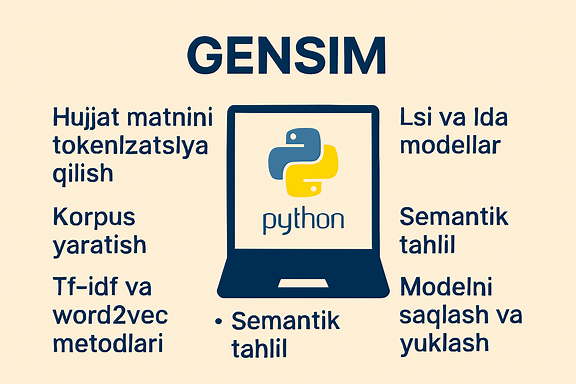 GENSIM
Hujjat matnini
tokenlzatslya
qilish
Korpus
yaratish
Tf-idf va
word2vec
metodlari
python
• Semantik
tahlil
Lsi va lda
modellar
Semantik
tahlil
Modelni
saqlash va
yuklash